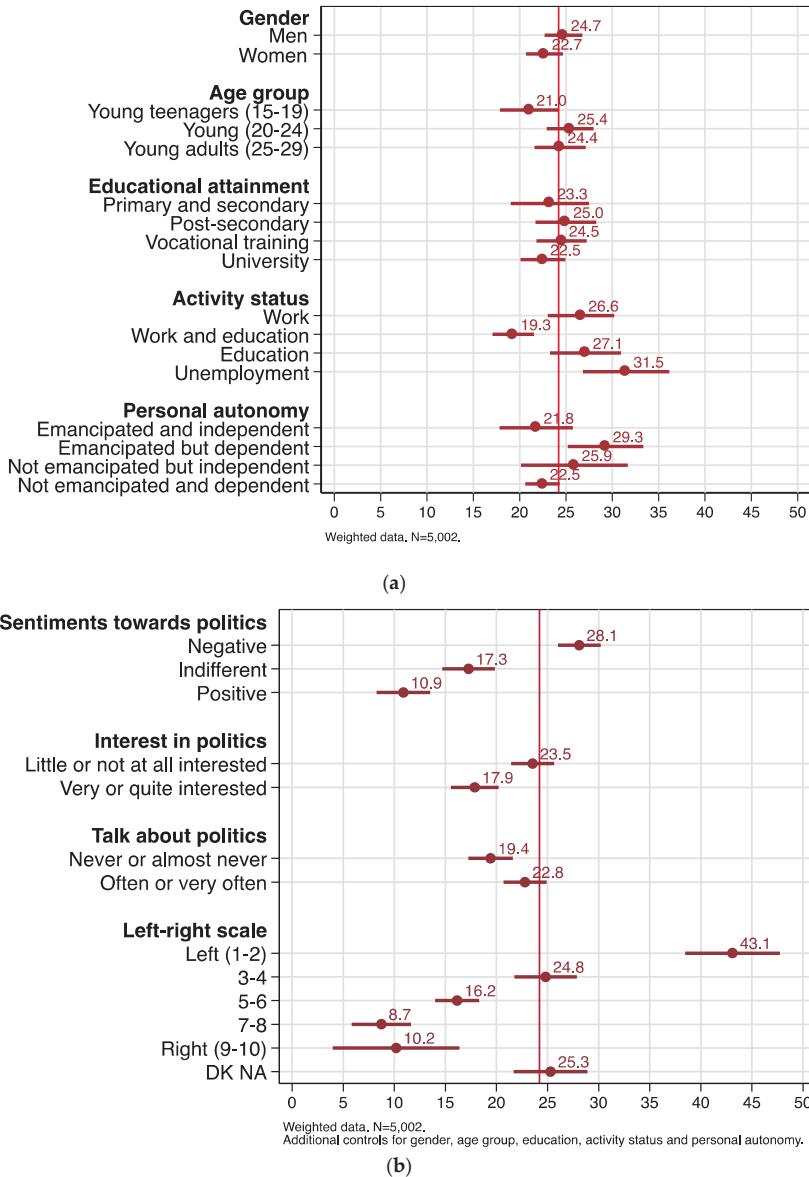 Gender
Men 24.7
Women 22.7
Age group
Young teenagers (15-19) 21.0
Young (20-24) 25.4
Young adults (25-29) 24.4
Educational attainment
Primary and secondary 23.3
Post-secondary 25.0
Vocational training 24.5
University 22.5
Activity status
Work 26.6
Work and education 19.3
Education 27.1
Unemployment 31.5
Personal autonomy
Emancipated and independent 21.8
Emancipated but dependent 29.3
Not emancipated but independent 25.9
Not emancipated and dependent 22.5
0 5 10 15 20 25 30 35 40 45 50
Weighted data. N=5,002.
(a)
Sentiments towards politics
Negative 28.1
Indifferent 17.3
Positive 10.9
Interest in politics
Little or not at all interested 23.5
Very or quite interested 17.9
Talk about politics
Never or almost never 19.4
Often or very often 22.8
Left-right scale
Left (1-2) 43.1
3-4 24.8
5-6 16.2
7-8 8.7
Right (9-10) 10.2
DK NA 25.3
0 5 10 15 20 25 30 35 40 45 50
Weighted data. N=5,002.
Additional controls for gender, age group, education, activity status and personal autonomy.
(b)